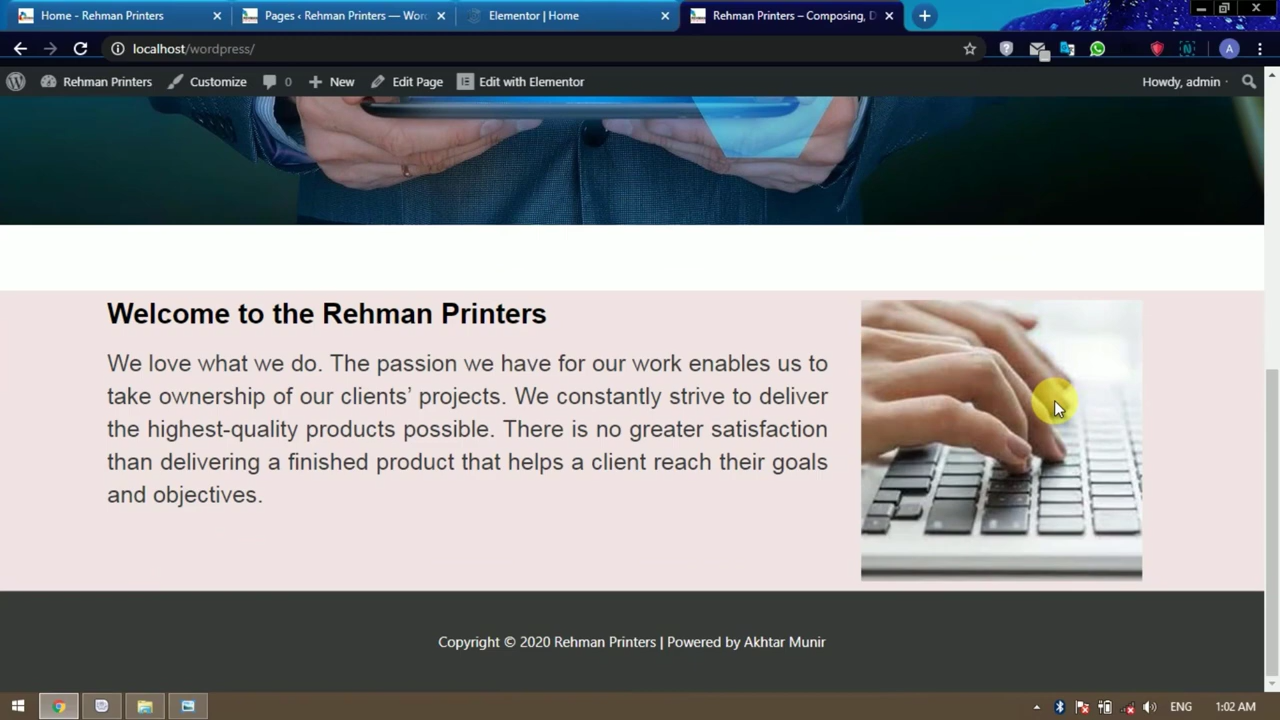 Home - Rehman Printers
Pages ‹ Rehman Printers — Word
Elementor | Home
Rehman Printers – Composing, D
localhost/wordpress/
A
Rehman Printers
Customize
0
New
Edit Page
Edit with Elementor
Howdy, admin
Welcome to the Rehman Printers
We love what we do. The passion we have for our work enables us to
take ownership of our clients’ projects. We constantly strive to deliver
the highest-quality products possible. There is no greater satisfaction
than delivering a finished product that helps a client reach their goals
and objectives.
Copyright © 2020 Rehman Printers | Powered by Akhtar Munir
ENG
1:02 AM